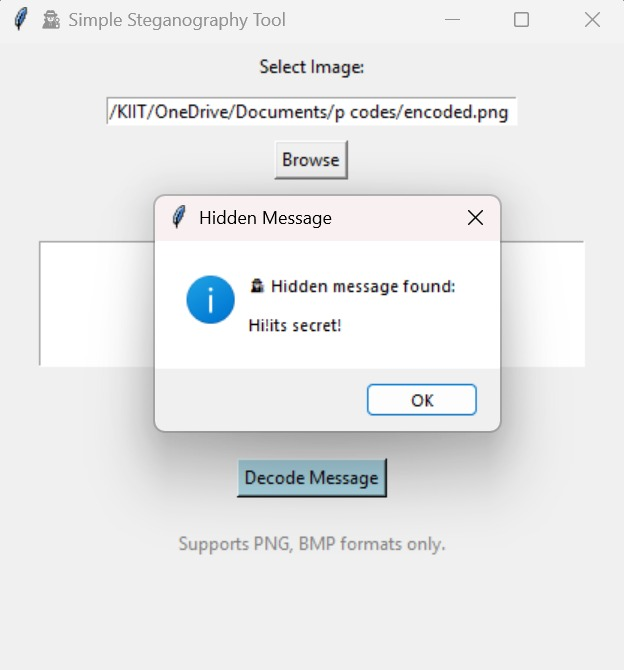 Simple Steganography Tool
Select Image:
/KIIT/OneDrive/Documents/p codes/encoded.png
Browse
Hidden Message
Hidden message found:
Hi!its secret!
OK
Decode Message
Supports PNG, BMP formats only.